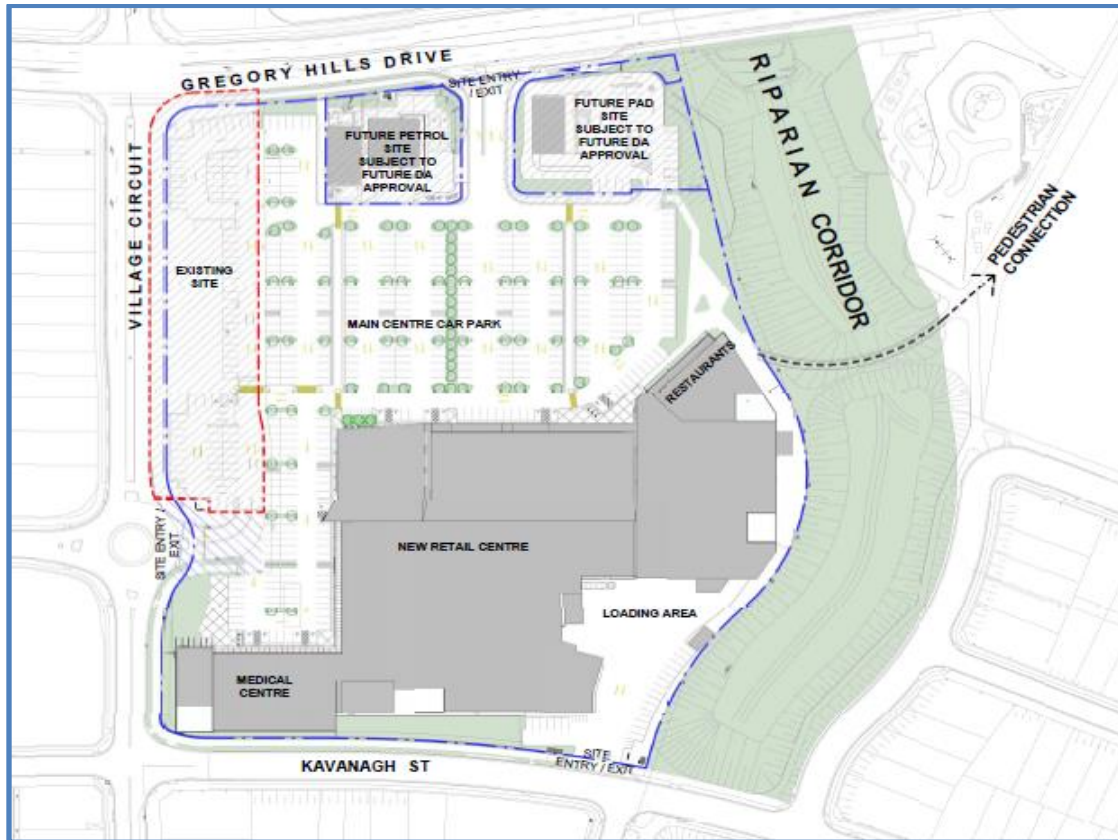 GREGORY HILLS DRIVE
SITE ENTRY
/ EXIT
RIPARIAN CORRIDOR
FUTURE PETROL
SITE
SUBJECT TO
FUTURE DA
APPROVAL
FUTURE PAD
SITE
SUBJECT TO
FUTURE DA
APPROVAL
VILLAGE CIRCUIT
EXISTING
SITE
PEDESTRIAN
CONNECTION
MAIN CENTRE CAR PARK
RESTAURANTS
SITE ENTRY /
EXIT
NEW RETAIL CENTRE
LOADING AREA
MEDICAL
CENTRE
SITE
ENTRY / EXIT
KAVANAGH ST